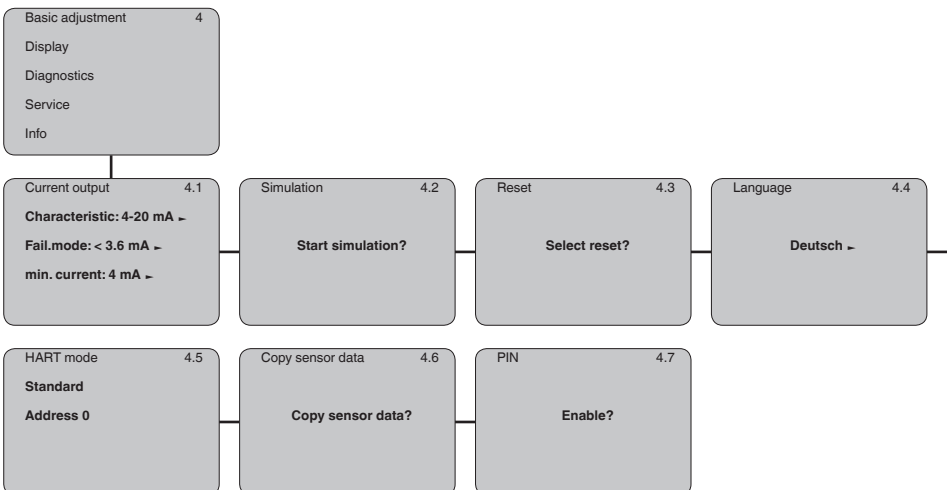 Basic adjustment 4
Display
Diagnostics
Service
Info
Current output 4.1
Characteristic: 4-20 mA ►
Fail.mode: < 3.6 mA ►
min. current: 4 mA ►
Simulation 4.2
Start simulation?
Reset 4.3
Select reset?
Language 4.4
Deutsch ►
HART mode 4.5
Standard
Address 0
Copy sensor data 4.6
Copy sensor data?
PIN 4.7
Enable?